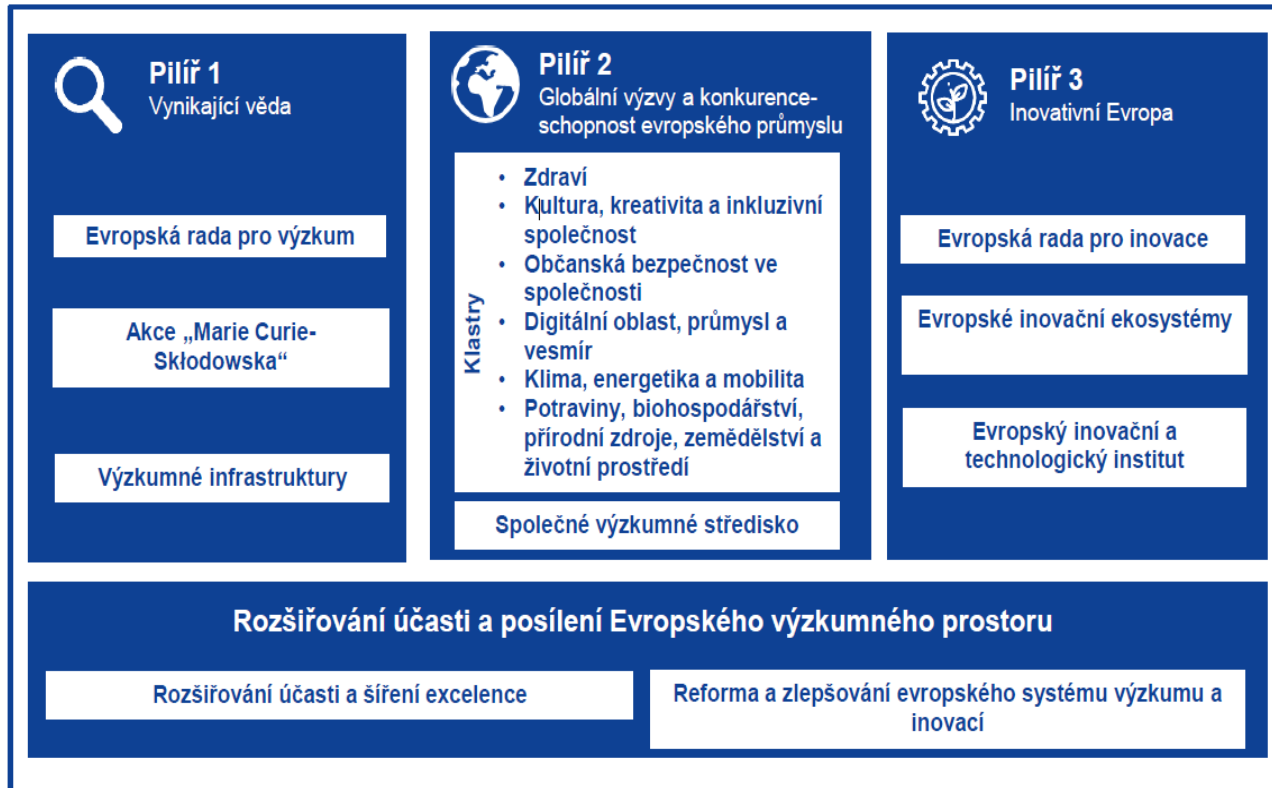 Pilíř 1
Vynikající věda
Evropská rada pro výzkum
Akce „Marie Curie-
Skłodowska“
Výzkumné infrastruktury
Pilíř 2
Globální výzvy a konkurence-
schopnost evropského průmyslu
Klastry
• Zdraví
• Kultura, kreativita a inkluzivní
společnost
• Občanská bezpečnost ve
společnosti
• Digitální oblast, průmysl a
vesmír
• Klima, energetika a mobilita
• Potraviny, biohospodářství,
přírodní zdroje, zemědělství a
životní prostředí
Společné výzkumné středisko
Pilíř 3
Inovativní Evropa
Evropská rada pro inovace
Evropské inovační ekosystémy
Evropský inovační a
technologický institut
Rozšiřování účasti a posílení Evropského výzkumného prostoru
Rozšiřování účasti a šíření excelence
Reforma a zlepšování evropského systému výzkumu a
inovací